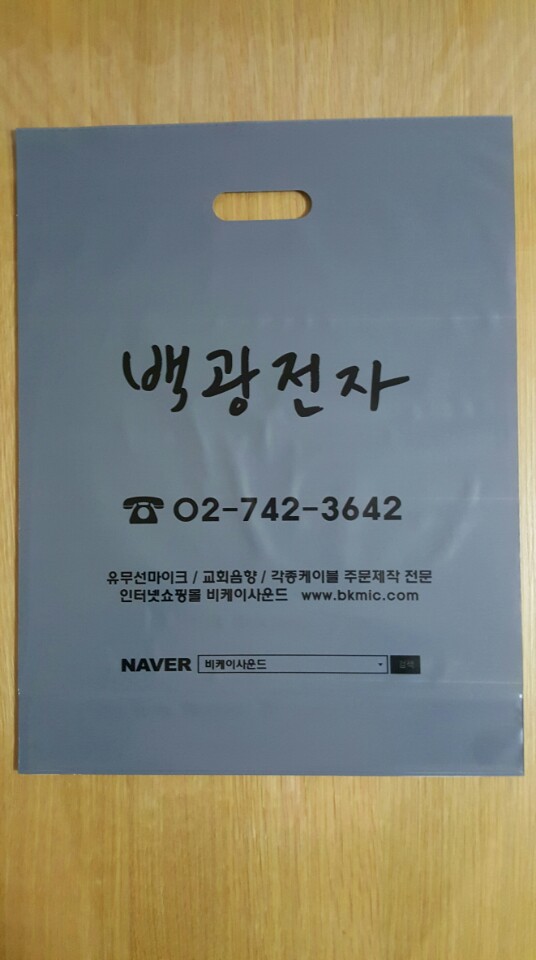 백광전자
☎ 02-742-3642
유무선마이크 / 교회음향 / 각종케이블 주문제작 전문
인터넷쇼핑몰 비케이사운드 www.bkmic.com
NAVER 비케이사운드 검색